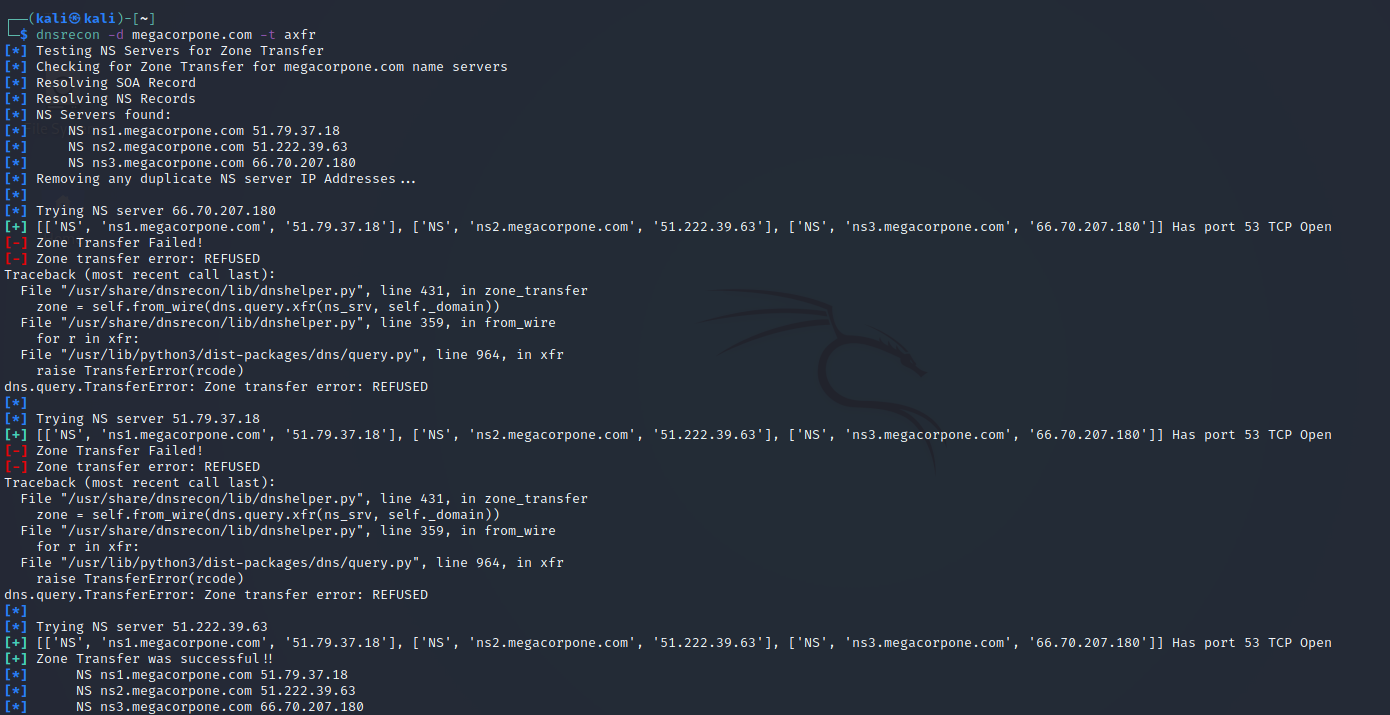 ┌──(kali㉿kali)-[~]
└─$ dnsrecon -d megacorpone.com -t axfr
[*] Testing NS Servers for Zone Transfer
[*] Checking for Zone Transfer for megacorpone.com name servers
[*] Resolving SOA Record
[*] Resolving NS Records
[*] NS Servers found:
[*]     NS ns1.megacorpone.com 51.79.37.18
[*]     NS ns2.megacorpone.com 51.222.39.63
[*]     NS ns3.megacorpone.com 66.70.207.180
[*] Removing any duplicate NS server IP Addresses...
[*]
[*] Trying NS server 66.70.207.180
[+] [['NS', 'ns1.megacorpone.com', '51.79.37.18'], ['NS', 'ns2.megacorpone.com', '51.222.39.63'], ['NS', 'ns3.megacorpone.com', '66.70.207.180']] Has port 53 TCP Open
[-] Zone Transfer Failed!
[-] Zone transfer error: REFUSED
Traceback (most recent call last):
  File "/usr/share/dnsrecon/lib/dnshelper.py", line 431, in zone_transfer
    zone = self.from_wire(dns.query.xfr(ns_srv, self._domain))
  File "/usr/share/dnsrecon/lib/dnshelper.py", line 359, in from_wire
    for r in xfr:
  File "/usr/lib/python3/dist-packages/dns/query.py", line 964, in xfr
    raise TransferError(rcode)
dns.query.TransferError: Zone transfer error: REFUSED
[*]
[*] Trying NS server 51.79.37.18
[+] [['NS', 'ns1.megacorpone.com', '51.79.37.18'], ['NS', 'ns2.megacorpone.com', '51.222.39.63'], ['NS', 'ns3.megacorpone.com', '66.70.207.180']] Has port 53 TCP Open
[-] Zone Transfer Failed!
[-] Zone transfer error: REFUSED
Traceback (most recent call last):
  File "/usr/share/dnsrecon/lib/dnshelper.py", line 431, in zone_transfer
    zone = self.from_wire(dns.query.xfr(ns_srv, self._domain))
  File "/usr/share/dnsrecon/lib/dnshelper.py", line 359, in from_wire
    for r in xfr:
  File "/usr/lib/python3/dist-packages/dns/query.py", line 964, in xfr
    raise TransferError(rcode)
dns.query.TransferError: Zone transfer error: REFUSED
[*]
[*] Trying NS server 51.222.39.63
[+] [['NS', 'ns1.megacorpone.com', '51.79.37.18'], ['NS', 'ns2.megacorpone.com', '51.222.39.63'], ['NS', 'ns3.megacorpone.com', '66.70.207.180']] Has port 53 TCP Open
[+] Zone Transfer was successful!!
[*]      NS ns1.megacorpone.com 51.79.37.18
[*]      NS ns2.megacorpone.com 51.222.39.63
[*]      NS ns3.megacorpone.com 66.70.207.180